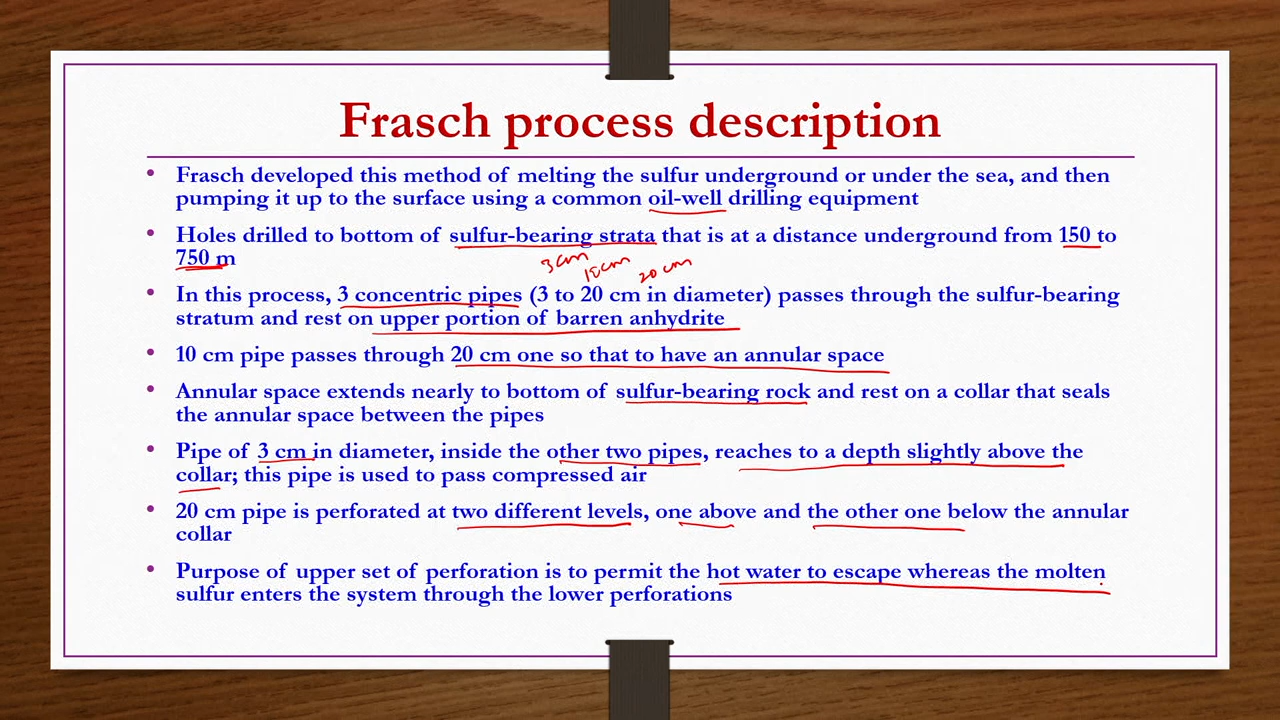 Frasch process description
• Frasch developed this method of melting the sulfur underground or under the sea, and then
pumping it up to the surface using a common oil-well drilling equipment
• Holes drilled to bottom of sulfur-bearing strata that is at a distance underground from 150 to
750 m
3 cm 10 cm 20 cm
• In this process, 3 concentric pipes (3 to 20 cm in diameter) passes through the sulfur-bearing
stratum and rest on upper portion of barren anhydrite
• 10 cm pipe passes through 20 cm one so that to have an annular space
• Annular space extends nearly to bottom of sulfur-bearing rock and rest on a collar that seals
the annular space between the pipes
• Pipe of 3 cm in diameter, inside the other two pipes, reaches to a depth slightly above the
collar; this pipe is used to pass compressed air
• 20 cm pipe is perforated at two different levels, one above and the other one below the annular
collar
• Purpose of upper set of perforation is to permit the hot water to escape whereas the molten
sulfur enters the system through the lower perforations